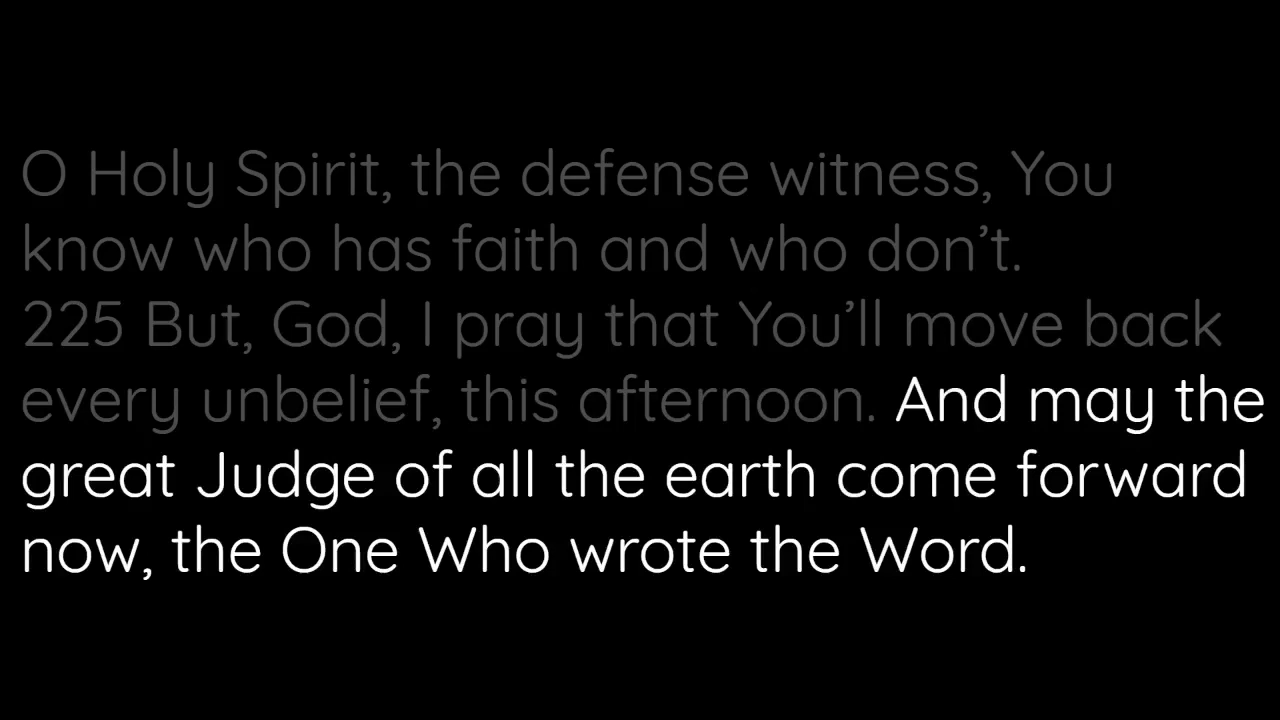 O Holy Spirit, the defense witness, You
know who has faith and who don’t.
225 But, God, I pray that You’ll move back
every unbelief, this afternoon. And may the
great Judge of all the earth come forward
now, the One Who wrote the Word.